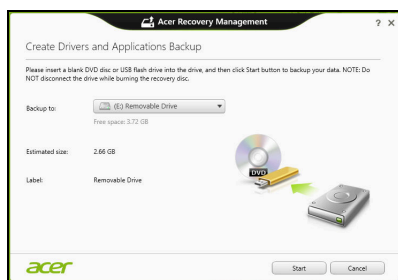 Acer Recovery Management
? ×
Create Drivers and Applications Backup
Please insert a blank DVD disc or USB flash drive into the drive, and then click Start button to backup your data. NOTE: Do
NOT disconnect the drive while burning the recovery disc.
Backup to: (E:) Removable Drive
Free space: 3.72 GB
Estimated size: 2.66 GB
DVD
Label: Removable Drive
acer
Start Cancel